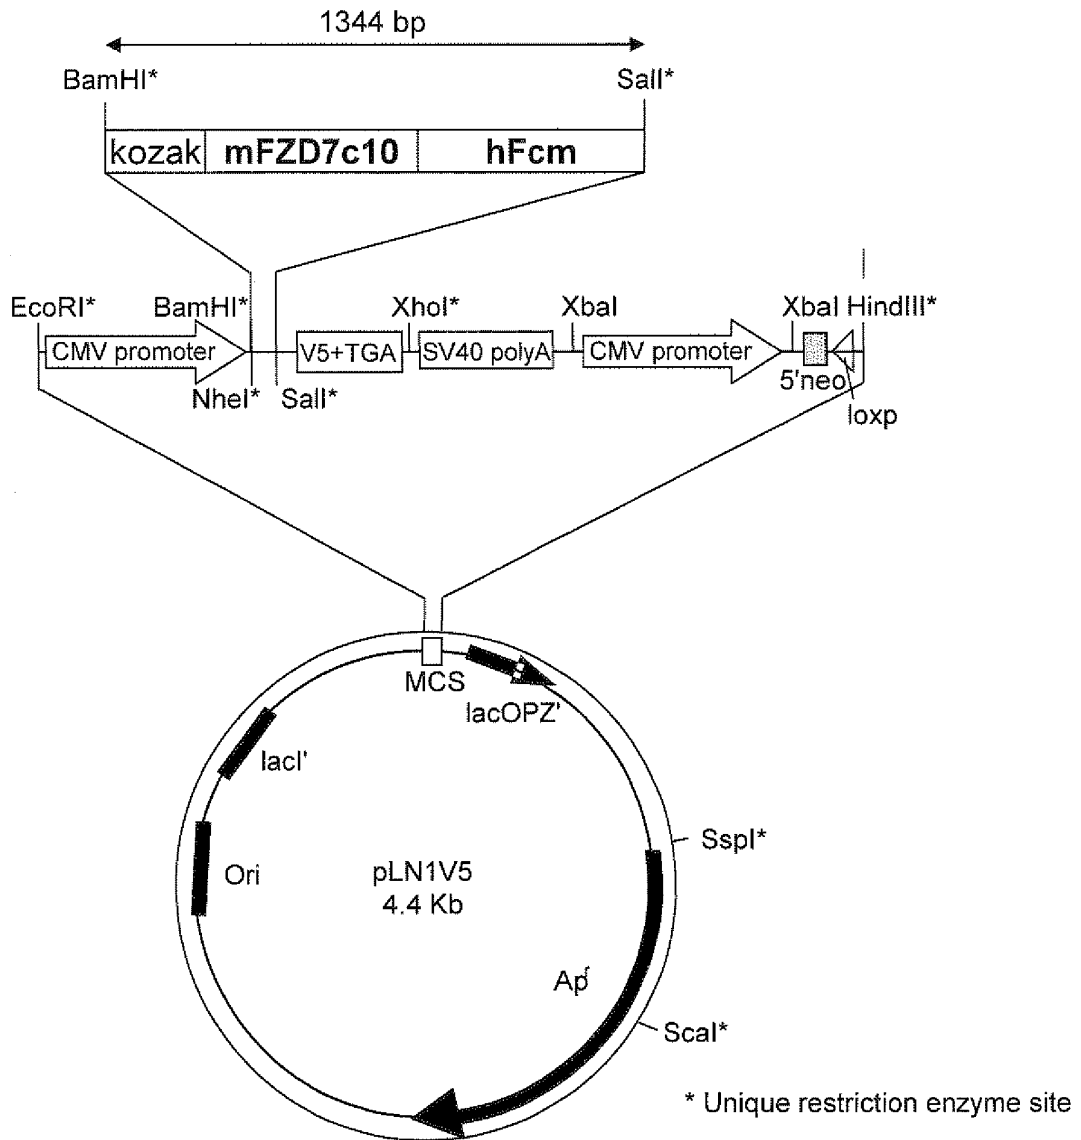 1344 bp
BamHI* SalI*
kozak mFZD7c10 hFcm
EcoRI* BamHI* XhoI* XbaI XbaI HindIII*
CMV promoter V5+TGA SV40 polyA CMV promoter
NheI* SalI* 5'neo
loxp
MCS
lacOPZ'
lacI'
SspI*
Ori
pLN1V5
4.4 Kb
Apr
ScaI*
* Unique restriction enzyme site